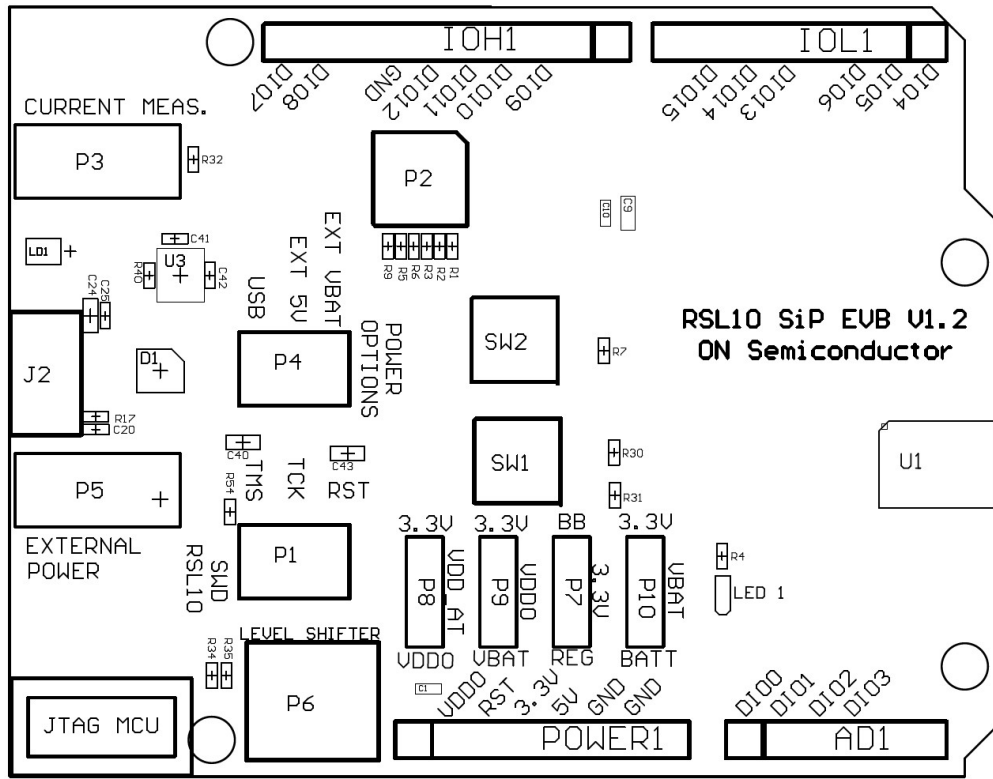 IOH1
IOL1
DIO7
DIO8
GND
DIO12
DIO11
DIO10
DIO9
DIO15
DIO14
DIO13
DIO6
DIO5
DIO4
CURRENT MEAS.
P3
R32
P2
C10
C9
LD1
C41
U3
R40
C42
R9
R5
R6
R3
R2
R1
EXT VBAT
EXT 5V
USB
C24
C25
RSL10 SiP EVB V1.2
ON Semiconductor
J2
D1
P4
POWER
OPTIONS
SW2
R7
R17
C20
C40
C43
TMS
TCK
RST
SW1
R30
R31
U1
P5
R54
EXTERNAL
POWER
SWD
RSL10
P1
3.3V
3.3V
BB
3.3V
P8
VDD_AT
P9
VDDO
P7
3.3V
P10
VBAT
R4
LED 1
VDDO
VBAT
REG
BATT
LEVEL SHIFTER
R34
R35
P6
C1
VDDO
RST
3.3V
5V
GND
GND
DIO0
DIO1
DIO2
DIO3
JTAG MCU
POWER1
AD1